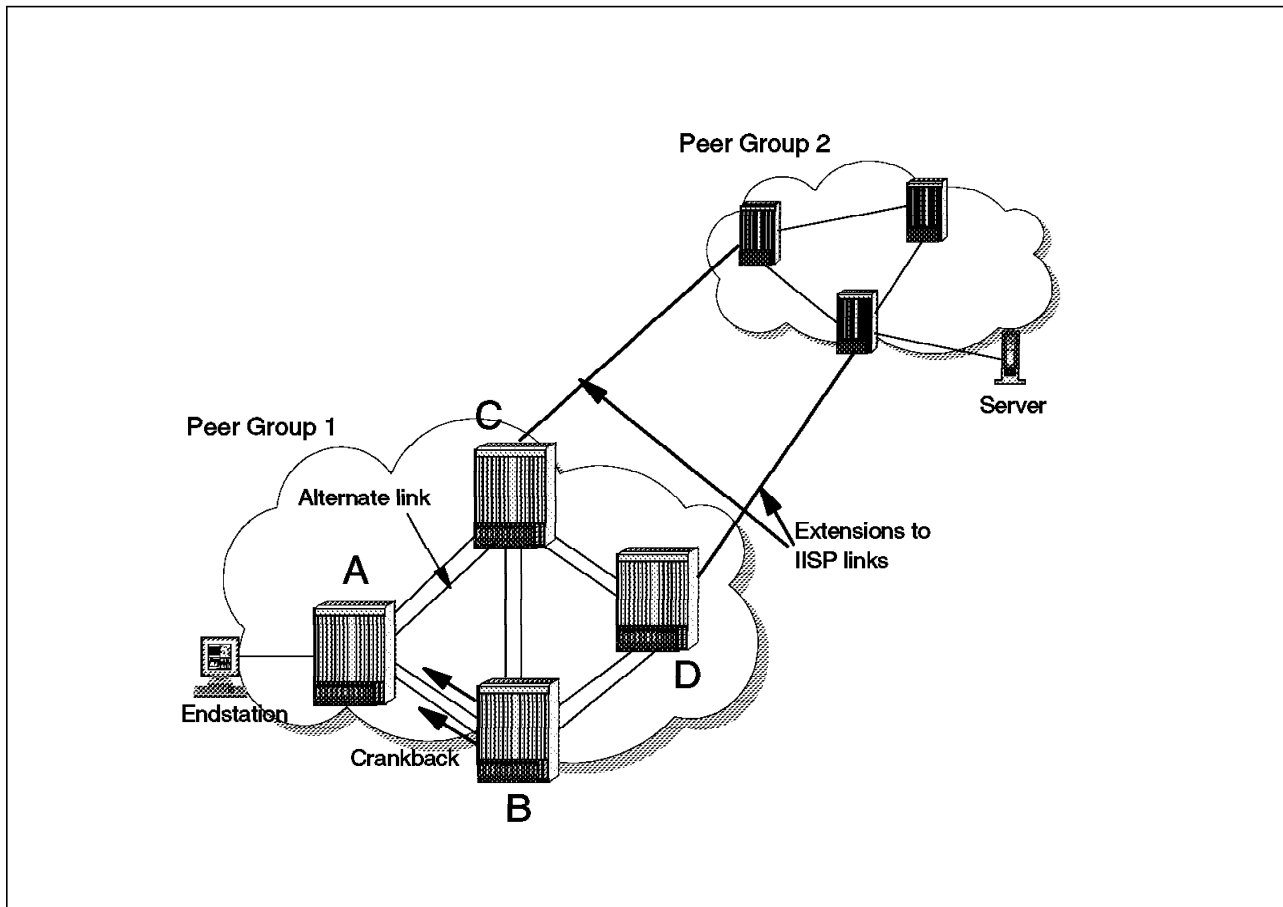 Peer Group 2
Server
C
Peer Group 1
Alternate link
Extensions to
IISP links
A
D
Endstation
Crankback
B